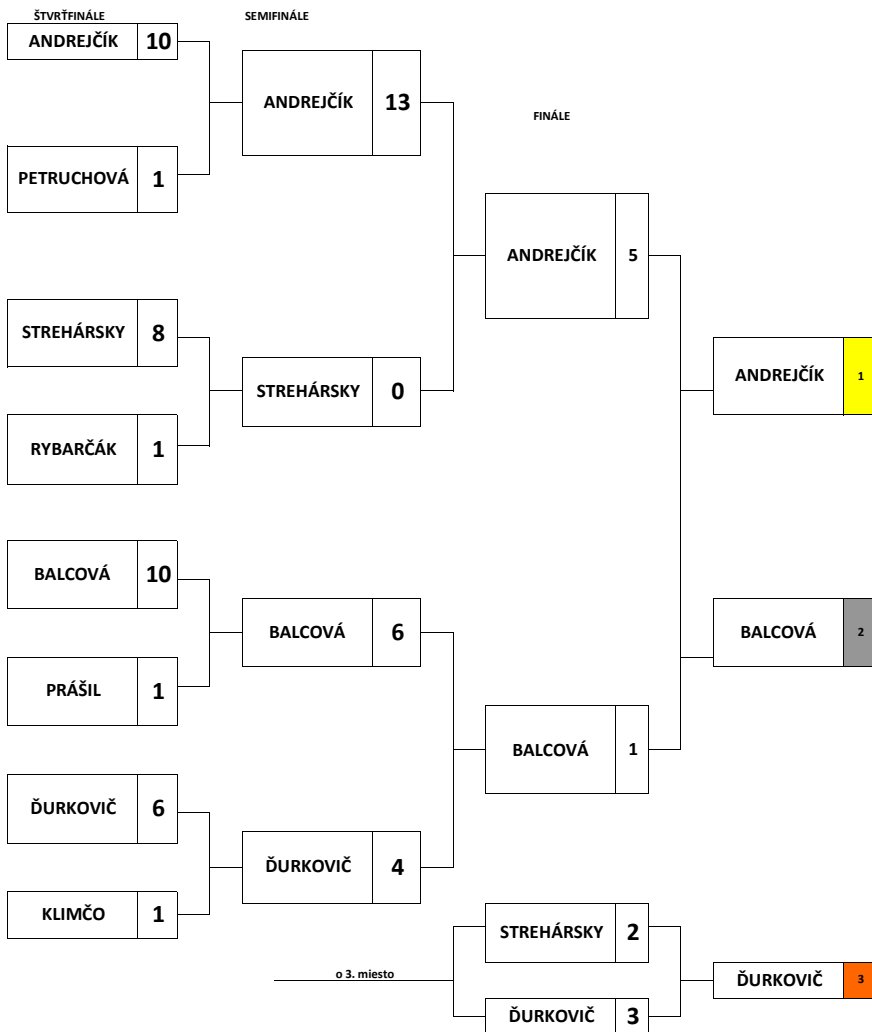 ŠTVRŤFINÁLE
SEMIFINÁLE
ANDREJČÍK 10
ANDREJČÍK 13
FINÁLE
PETRUCHOVÁ 1
ANDREJČÍK 5
STREHÁRSKY 8
ANDREJČÍK 1
STREHÁRSKY 0
RYBARČÁK 1
BALCOVÁ 10
BALCOVÁ 6
BALCOVÁ 2
PRÁŠIL 1
BALCOVÁ 1
ĎURKOVIČ 6
ĎURKOVIČ 4
KLIMČO 1
STREHÁRSKY 2
o 3. miesto
ĎURKOVIČ 3
ĎURKOVIČ 3